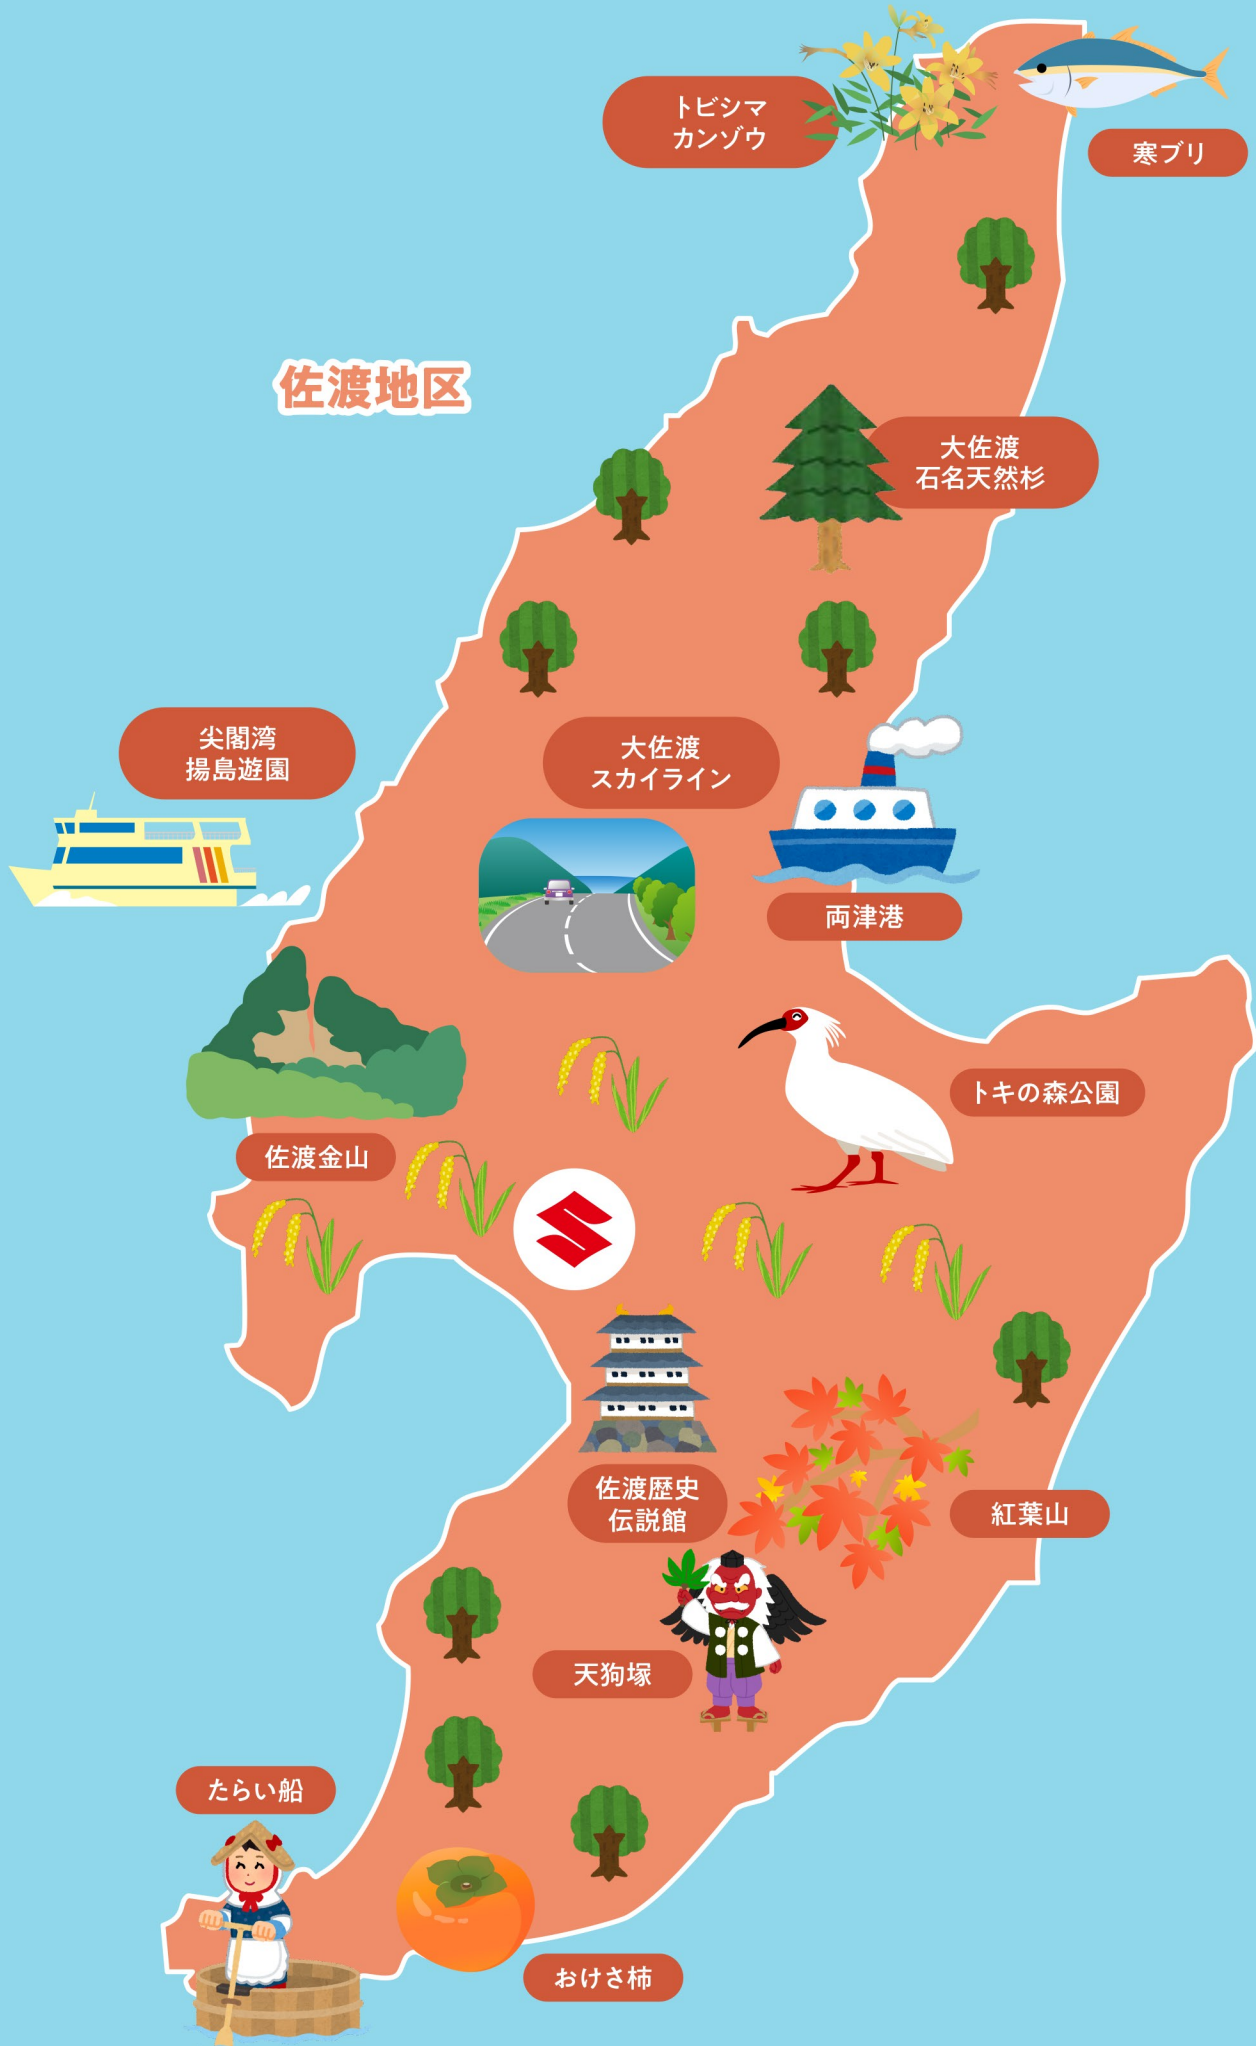 トビシマ
カンゾウ
寒ブリ
佐渡地区
大佐渡
石名天然杉
尖閣湾
揚島遊園
大佐渡
スカイライン
両津港
トキの森公園
佐渡金山
佐渡歴史
伝説館
紅葉山
天狗塚
たらい船
おけさ柿